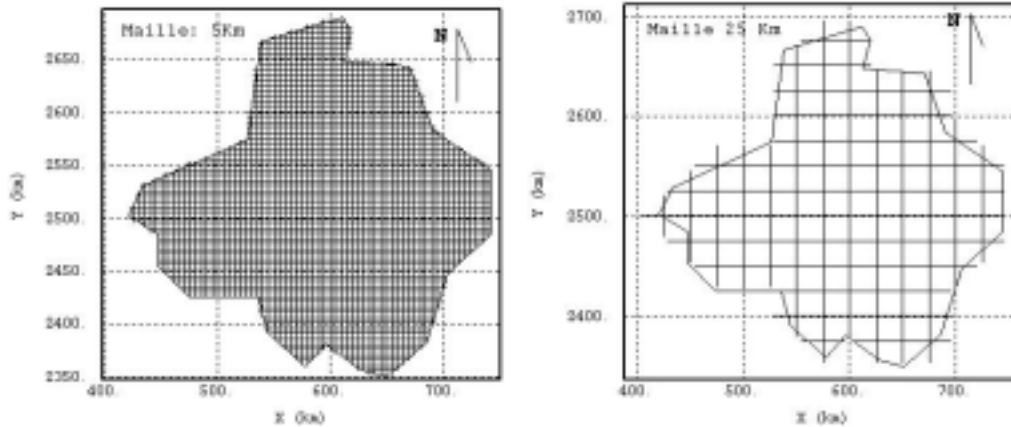 Maille: 5Km
N
2650.
2600.
2550.
2500.
2450.
2400.
2350.
Y (km)
400.
500.
600.
700.
X (km)
Maille 25 Km
N
2700.
2600.
2500.
2400.
Y (km)
400.
500.
600.
700.
X (km)